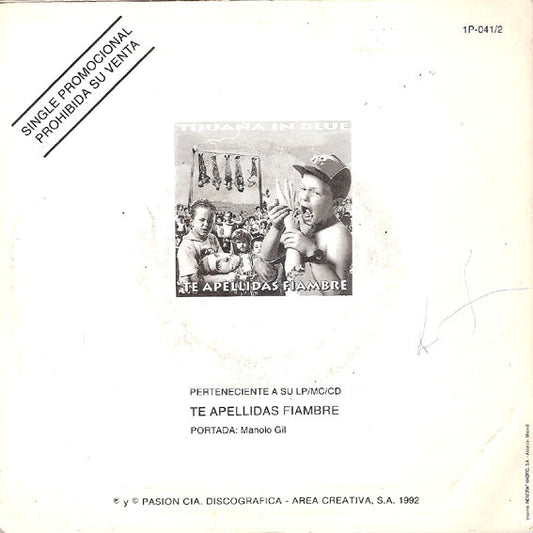 1P-041/2
SINGLE PROMOCIONAL
PROHIBIDA SU VENTA
TIJUANA IN BLUE
TE APELLIDAS FIAMBRE
PERTENECIENTE A SU LP/MC/CD
TE APELLIDAS FIAMBRE
PORTADA: Manolo Gil
℗ y © PASION CIA. DISCOGRAFICA - AREA CREATIVA, S.A. 1992